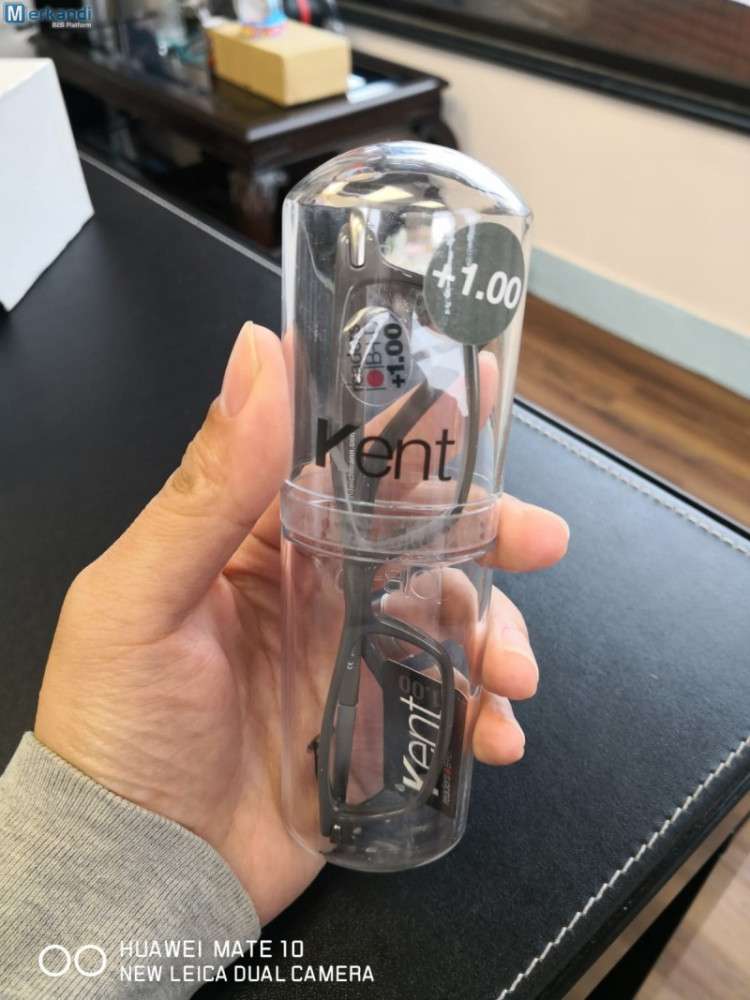 Merkandi
B2B Platform
+1.00
+1.00
Kent
Kent
HUAWEI MATE 10
NEW LEICA DUAL CAMERA